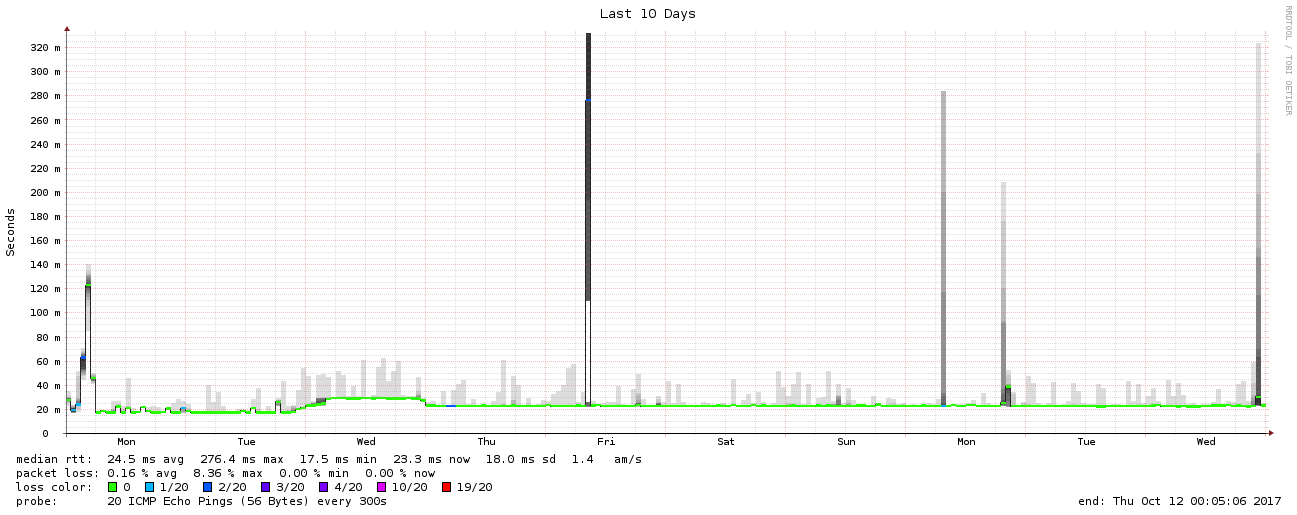 Last 10 Days
RRDTOOL / TOBI OETIKER
Seconds
320 m
300 m
280 m
260 m
240 m
220 m
200 m
180 m
160 m
140 m
120 m
100 m
80 m
60 m
40 m
20 m
0
Mon Tue Wed Thu Fri Sat Sun Mon Tue Wed
median rtt: 24.5 ms avg 276.4 ms max 17.5 ms min 23.3 ms now 18.0 ms sd 1.4 am/s
packet loss: 0.16 % avg 8.36 % max 0.00 % min 0.00 % now
loss color: 0 1/20 2/20 3/20 4/20 10/20 19/20
probe: 20 ICMP Echo Pings (56 Bytes) every 300s end: Thu Oct 12 00:05:06 2017